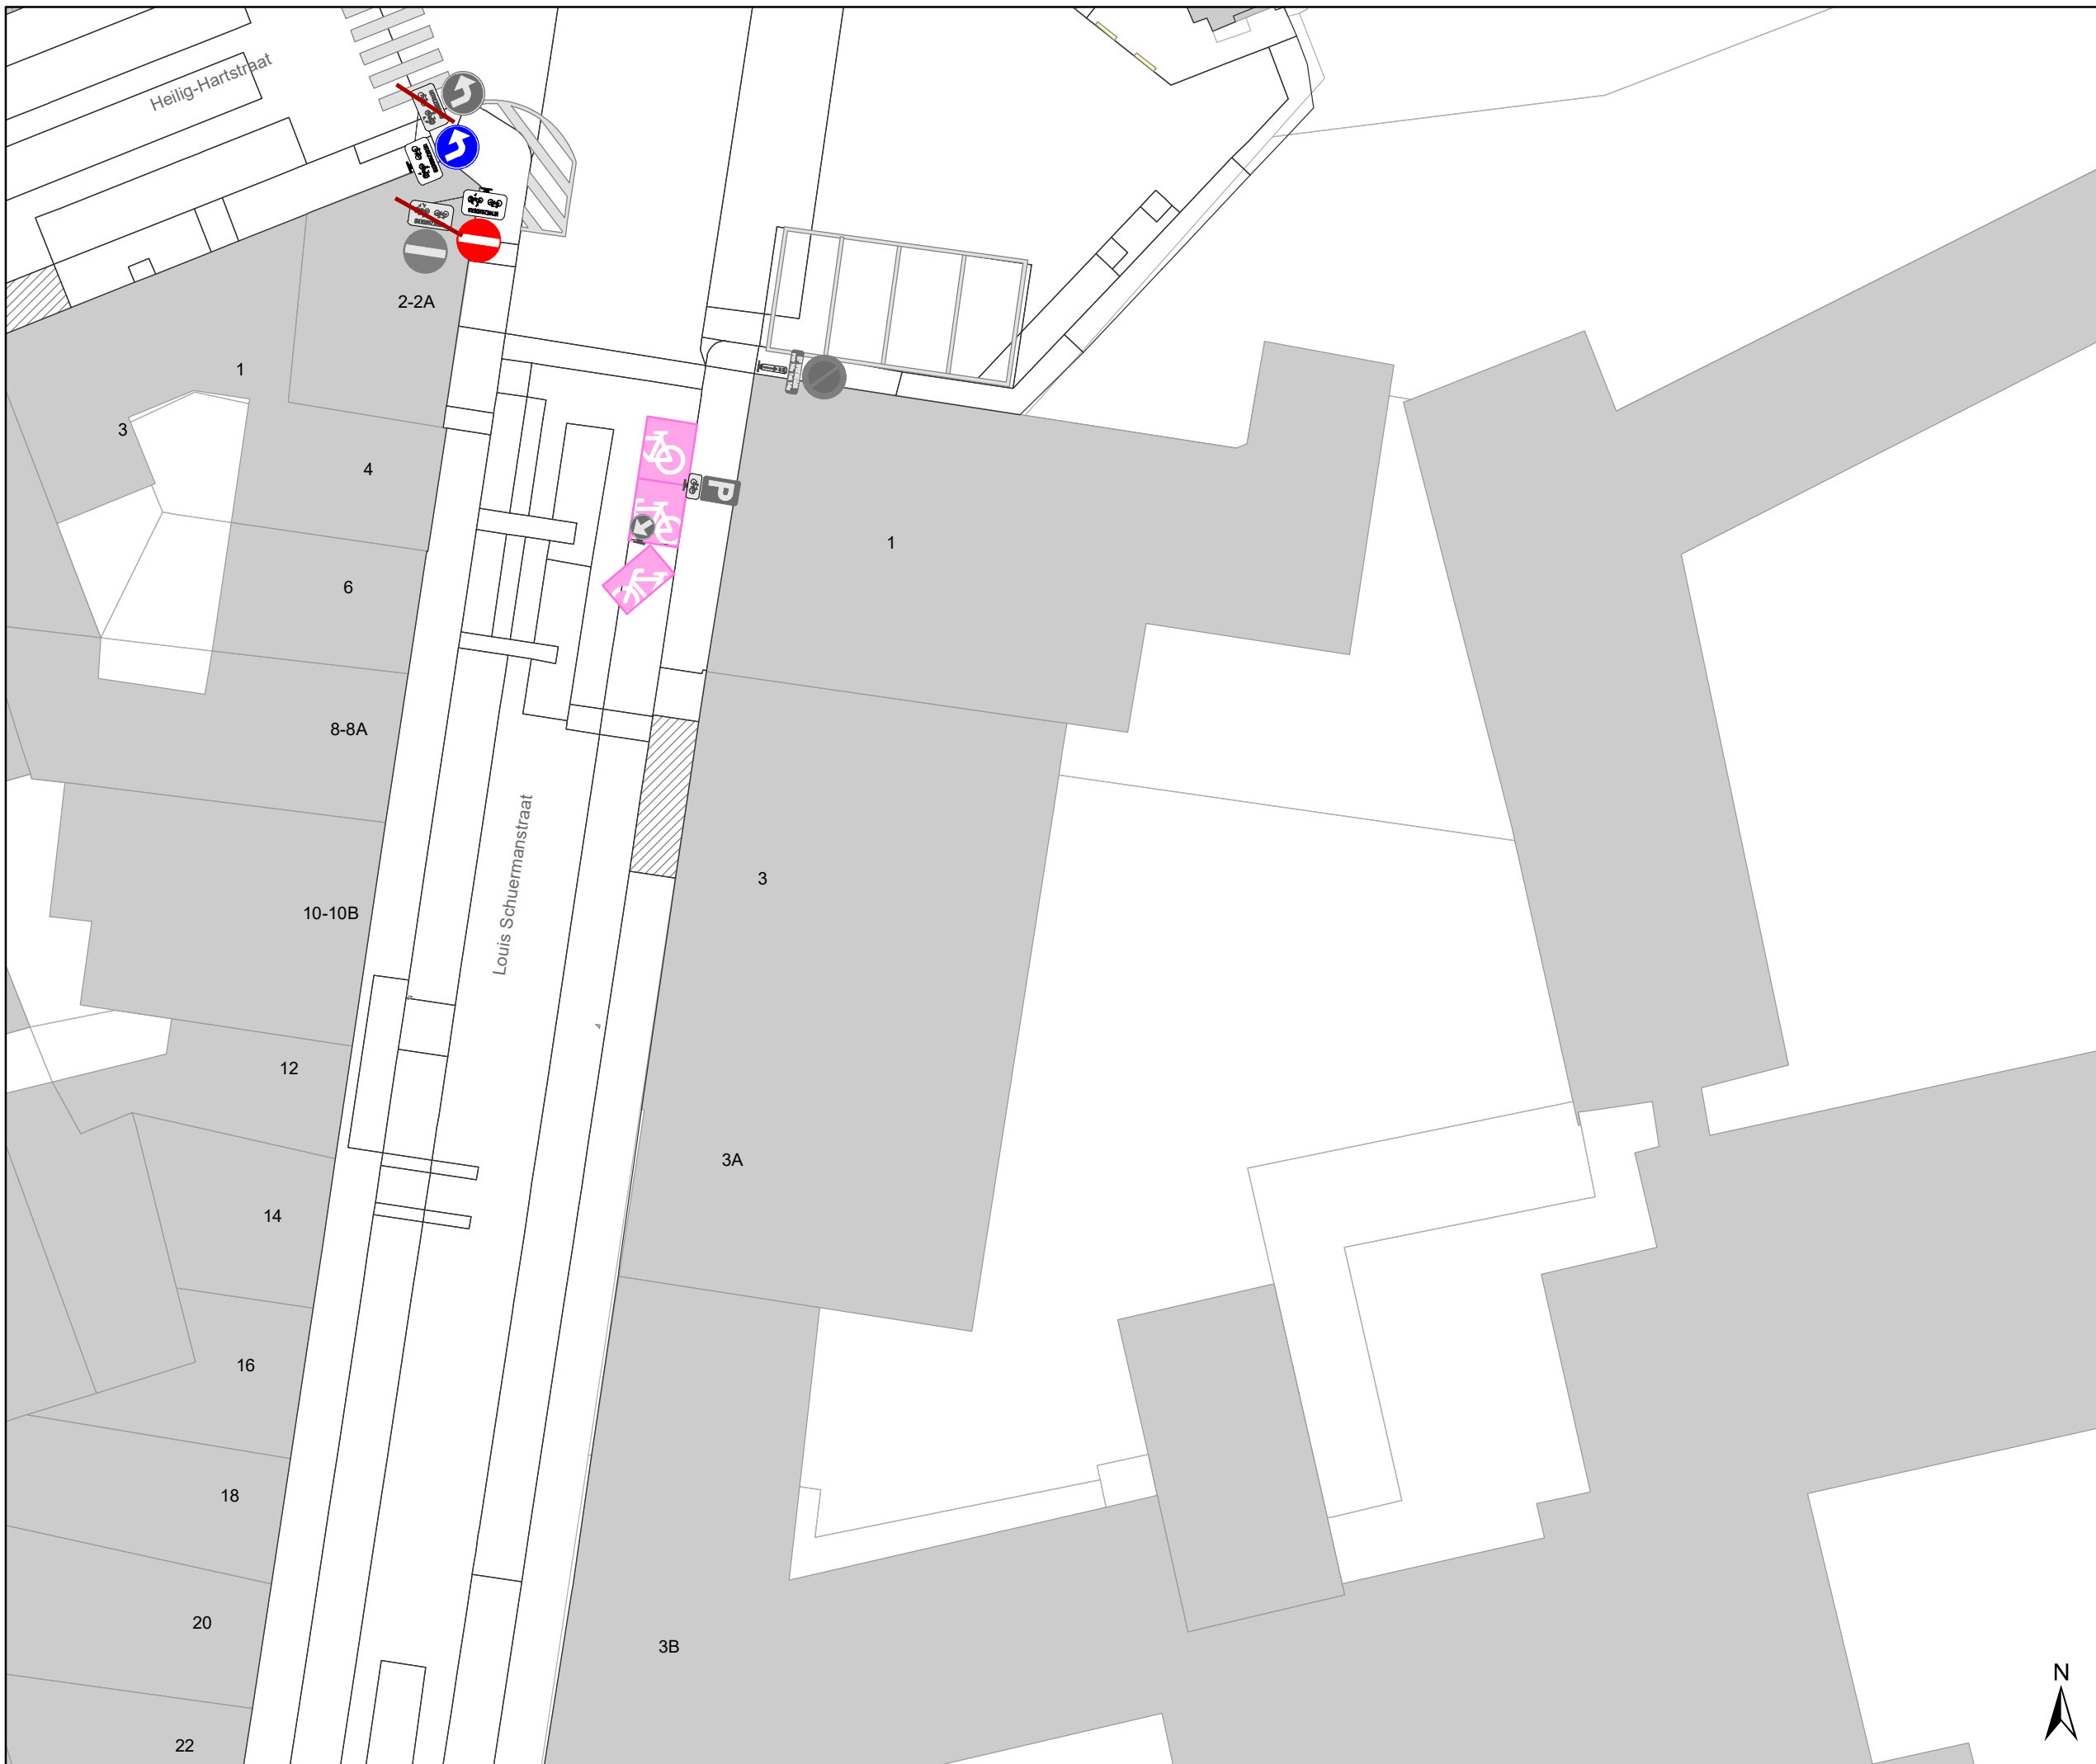 Heilig-Hartstraat
2-2A
1
3
4
P
1
6
8-8A
Louis Schuermanstraat
3
10-10B
12
3A
14
16
18
20
3B
N
22